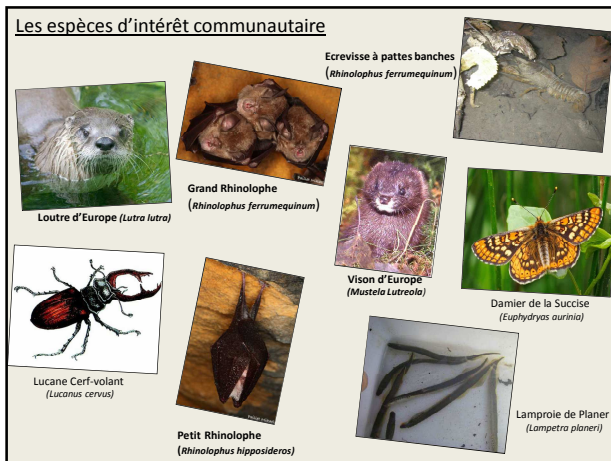 Les espèces d’intérêt communautaire
Ecrevisse à pattes banches
(Rhinolophus ferrumequinum)
Grand Rhinolophe
(Rhinolophus ferrumequinum)
Loutre d’Europe (Lutra lutra)
Vison d’Europe
(Mustela Lutreola)
Damier de la Succise
(Euphydryas aurinia)
Lucane Cerf-volant
(Lucanus cervus)
Petit Rhinolophe
(Rhinolophus hipposideros)
Lamproie de Planer
(Lampetra planeri)